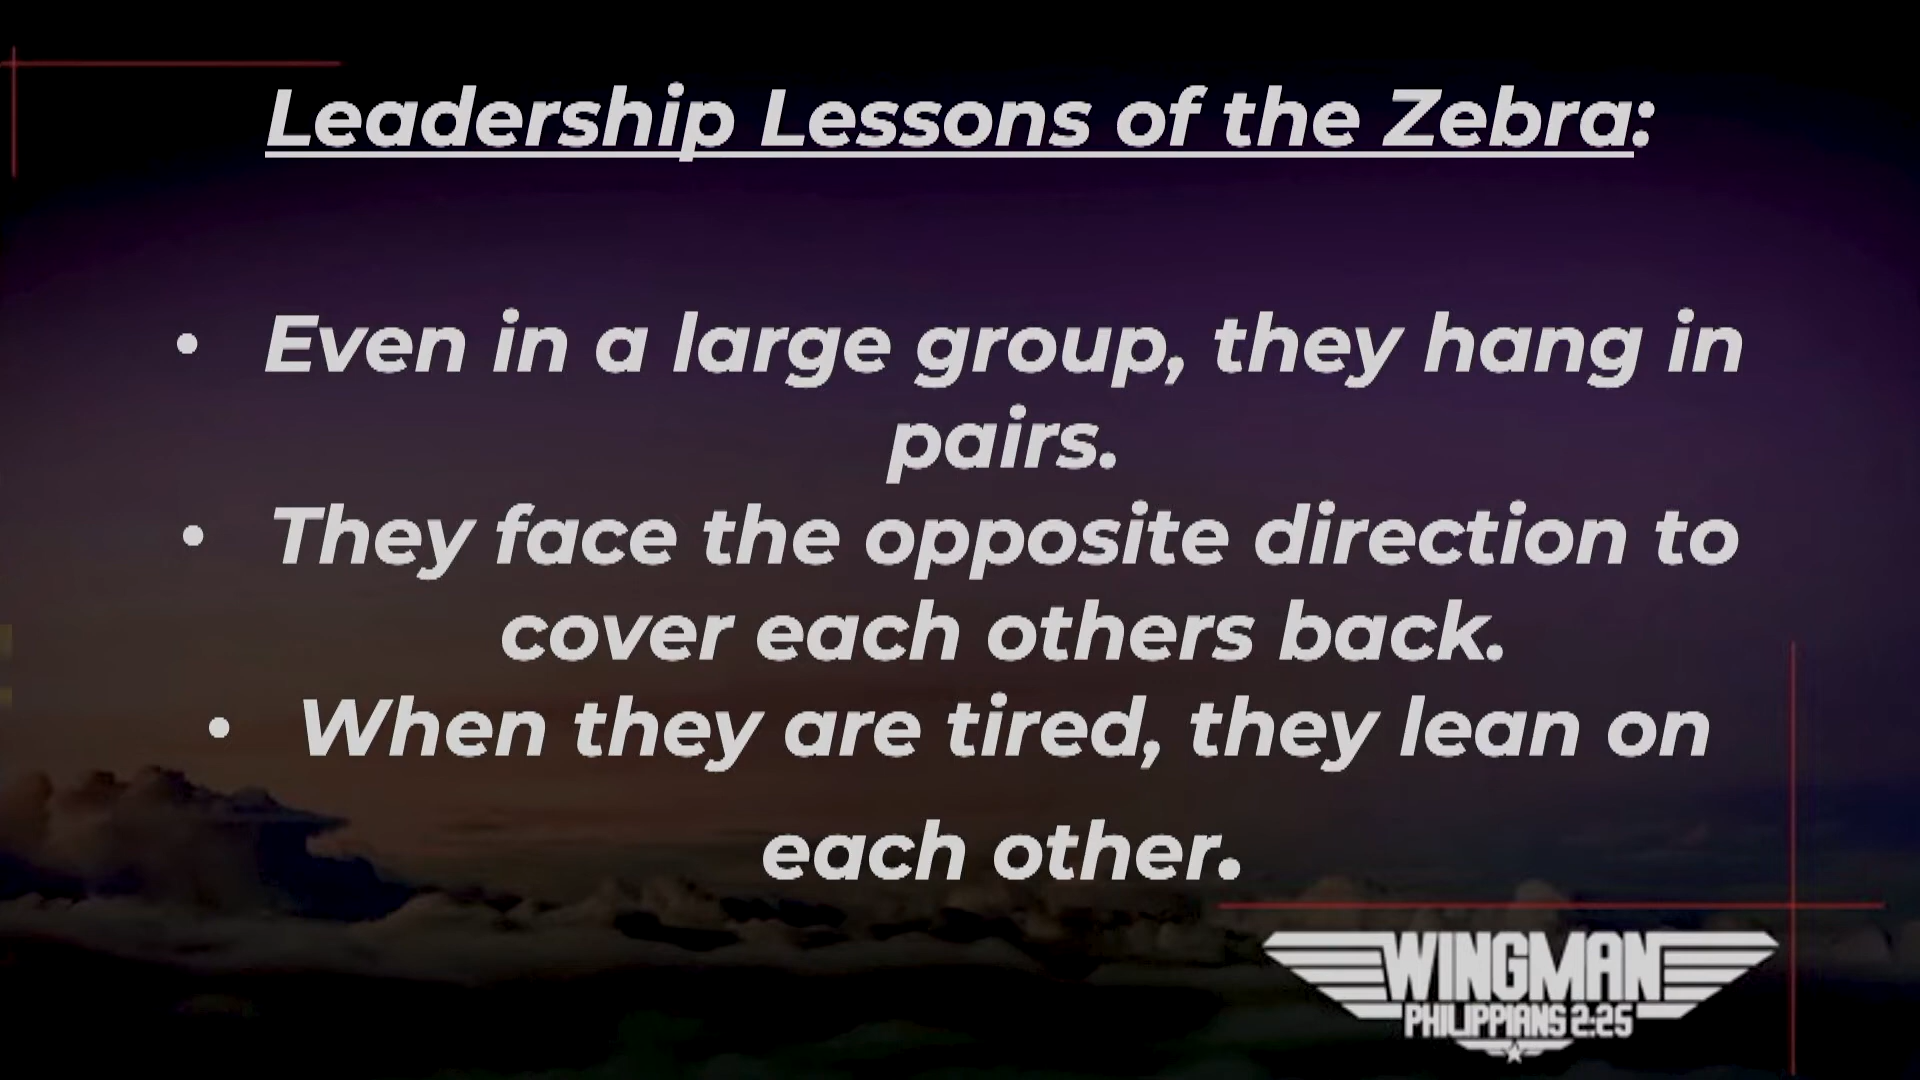 Leadership Lessons of the Zebra:
• Even in a large group, they hang in
pairs.
• They face the opposite direction to
cover each others back.
• When they are tired, they lean on
each other.
WINGMAN
PHILIPPIANS 2:25